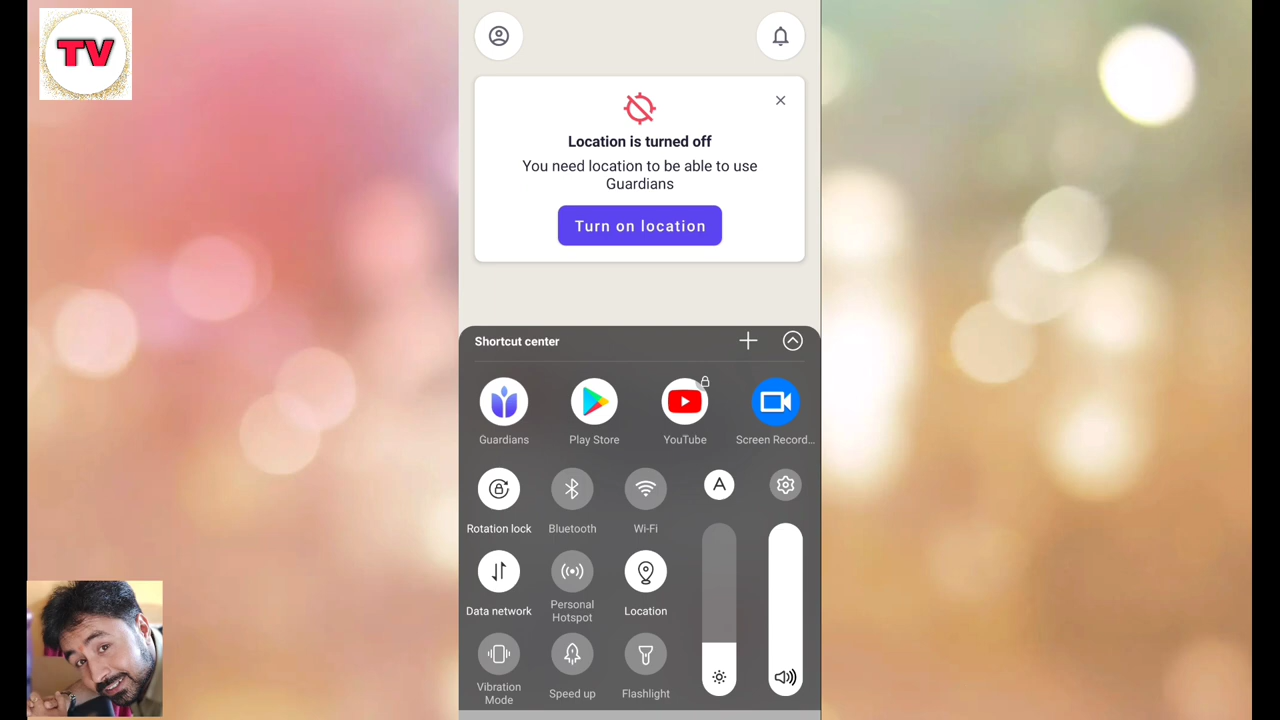 TV
Location is turned off
You need location to be able to use
Guardians
Turn on location
Shortcut center
Guardians
Play Store
YouTube
Screen Record...
A
Rotation lock
Bluetooth
Wi-Fi
Data network
Personal
Hotspot
Location
Vibration
Mode
Speed up
Flashlight